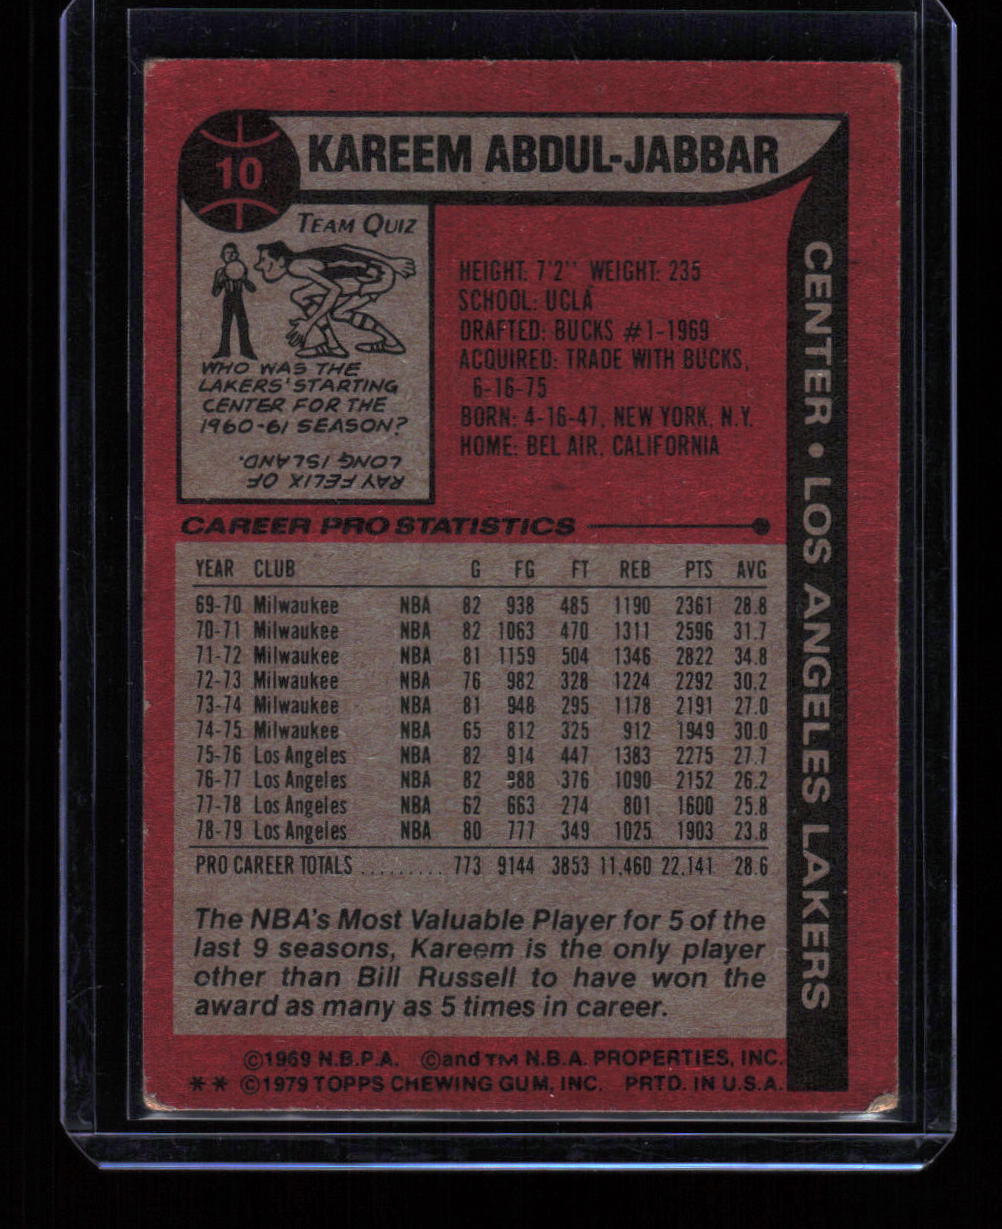 10
KAREEM ABDUL-JABBAR
TEAM QUIZ
WHO WAS THE
LAKERS' STARTING
CENTER FOR THE
1960-61 SEASON?
RAY FELIX OF
LONG ISLAND.
HEIGHT: 7'2" WEIGHT: 235
SCHOOL: UCLA
DRAFTED: BUCKS #1-1969
ACQUIRED: TRADE WITH BUCKS,
6-16-75
BORN: 4-16-47, NEW YORK, N.Y.
HOME: BEL AIR, CALIFORNIA
CENTER • LOS ANGELES LAKERS
CAREER PRO STATISTICS
YEAR CLUB G FG FT REB PTS AVG
69-70 Milwaukee NBA 82 938 485 1190 2361 28.8
70-71 Milwaukee NBA 82 1063 470 1311 2596 31.7
71-72 Milwaukee NBA 81 1159 504 1346 2822 34.8
72-73 Milwaukee NBA 76 982 328 1224 2292 30.2
73-74 Milwaukee NBA 81 948 295 1178 2191 27.0
74-75 Milwaukee NBA 65 812 325 912 1949 30.0
75-76 Los Angeles NBA 82 914 447 1383 2275 27.7
76-77 Los Angeles NBA 82 888 376 1090 2152 26.2
77-78 Los Angeles NBA 62 663 274 801 1600 25.8
78-79 Los Angeles NBA 80 777 349 1025 1903 23.8
PRO CAREER TOTALS ......... 773 9144 3853 11,460 22,141 28.6
The NBA's Most Valuable Player for 5 of the
last 9 seasons, Kareem is the only player
other than Bill Russell to have won the
award as many as 5 times in career.
©1969 N.B.P.A. ©and TM N.B.A. PROPERTIES, INC.
** ©1979 TOPPS CHEWING GUM, INC. PRTD. IN U.S.A.